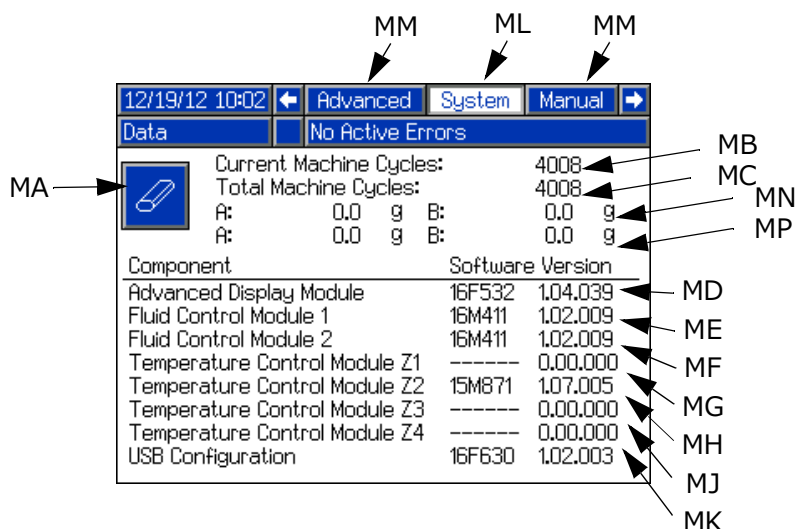 MM ML MM
12/19/12 10:02 Advanced System Manual
Data No Active Errors
MA
Current Machine Cycles: 4008 MB
Total Machine Cycles: 4008 MC
A: 0.0 g B: 0.0 g MN
A: 0.0 g B: 0.0 g MP
Component Software Version
Advanced Display Module 16F532 1.04.039 MD
Fluid Control Module 1 16M411 1.02.009 ME
Fluid Control Module 2 16M411 1.02.009 MF
Temperature Control Module Z1 ------ 0.00.000 MG
Temperature Control Module Z2 15M871 1.07.005 MH
Temperature Control Module Z3 ------ 0.00.000
Temperature Control Module Z4 ------ 0.00.000 MJ
USB Configuration 16F630 1.02.003 MK